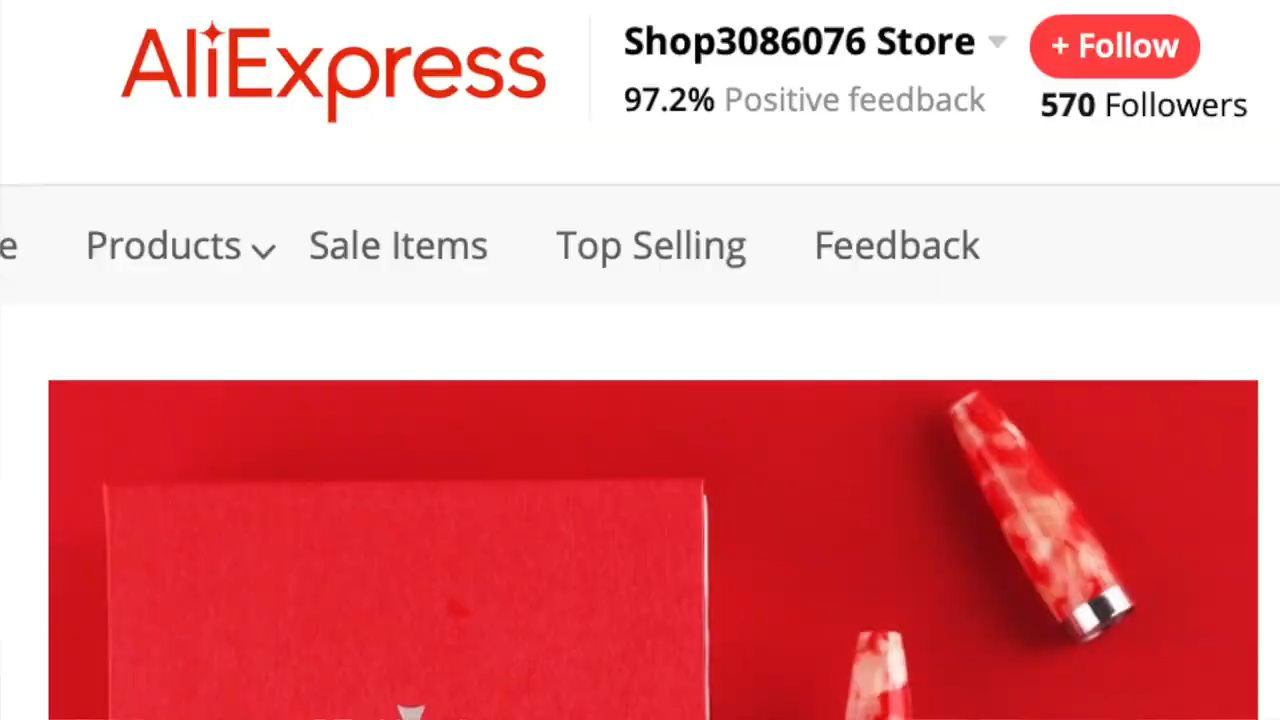 AliExpress
Shop3086076 Store
+ Follow
97.2% Positive feedback
570 Followers
e Products Sale Items Top Selling Feedback